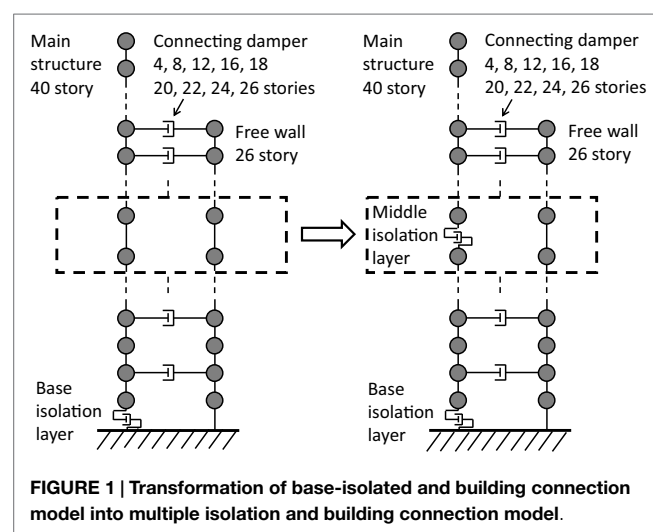 Main
structure
40 story
Connecting damper
4, 8, 12, 16, 18
20, 22, 24, 26 stories
Free wall
26 story
Base
isolation
layer
Main
structure
40 story
Connecting damper
4, 8, 12, 16, 18
20, 22, 24, 26 stories
Free wall
26 story
Middle
isolation
layer
Base
isolation
layer
FIGURE 1 | Transformation of base-isolated and building connection
model into multiple isolation and building connection model.